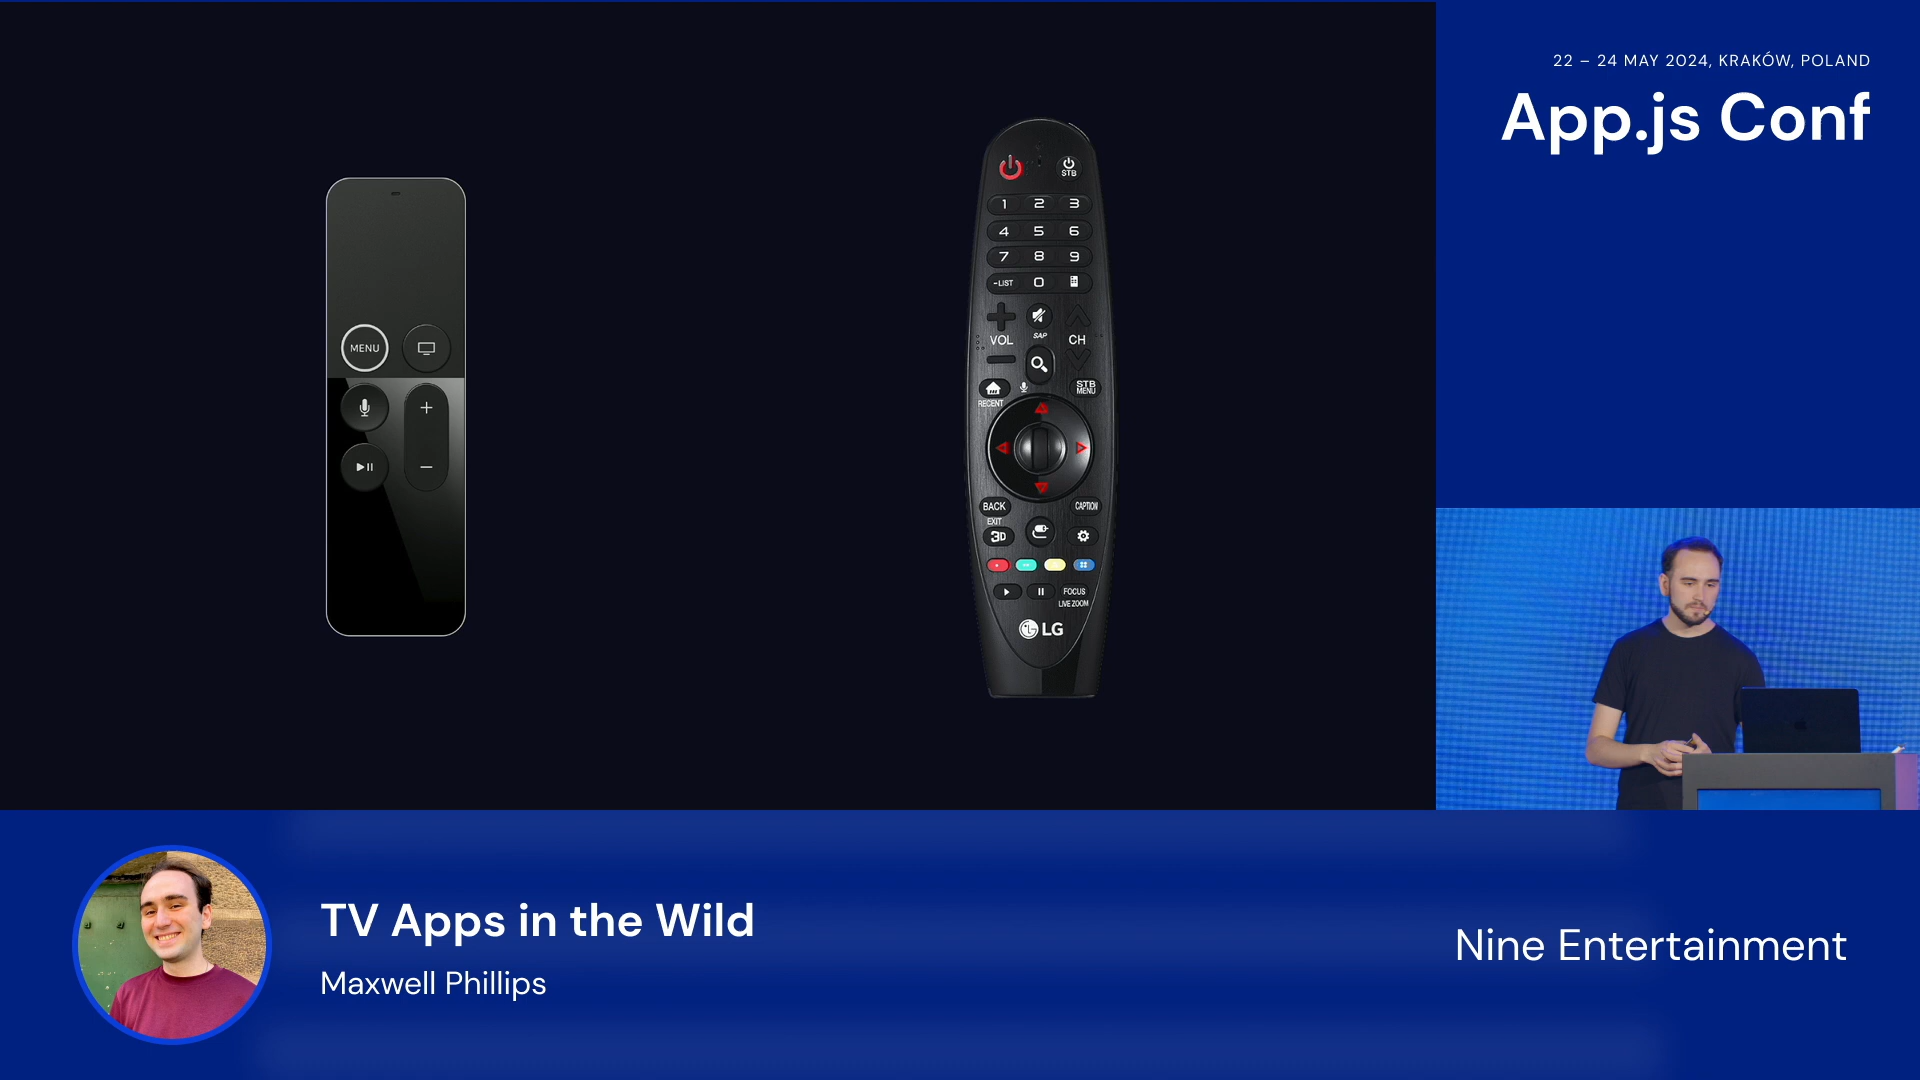 22 – 24 MAY 2024, KRAKÓW, POLAND
App.js Conf
MENU
STB
1 2 3
4 5 6
7 8 9
-LIST 0
SAP
VOL CH
STB
MENU
RECENT
BACK CAPTION
EXIT
3D
FOCUS
LIVE ZOOM
LG
TV Apps in the Wild
Maxwell Phillips
Nine Entertainment